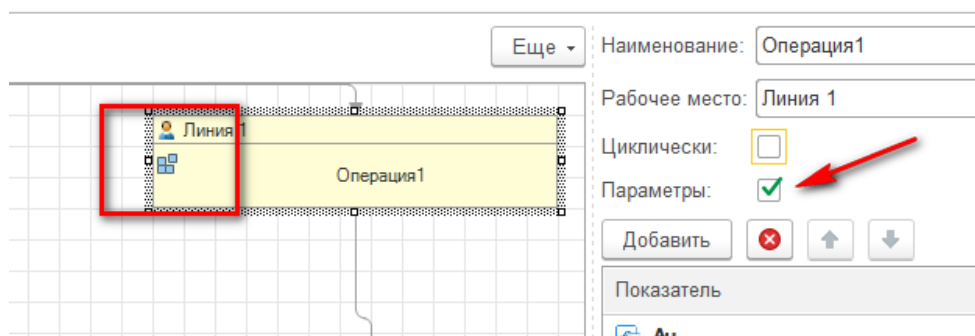 Еще
Наименование: Операция1
Рабочее место: Линия 1
Линия 1
Циклически:
Операция1
Параметры:
Добавить
Показатель